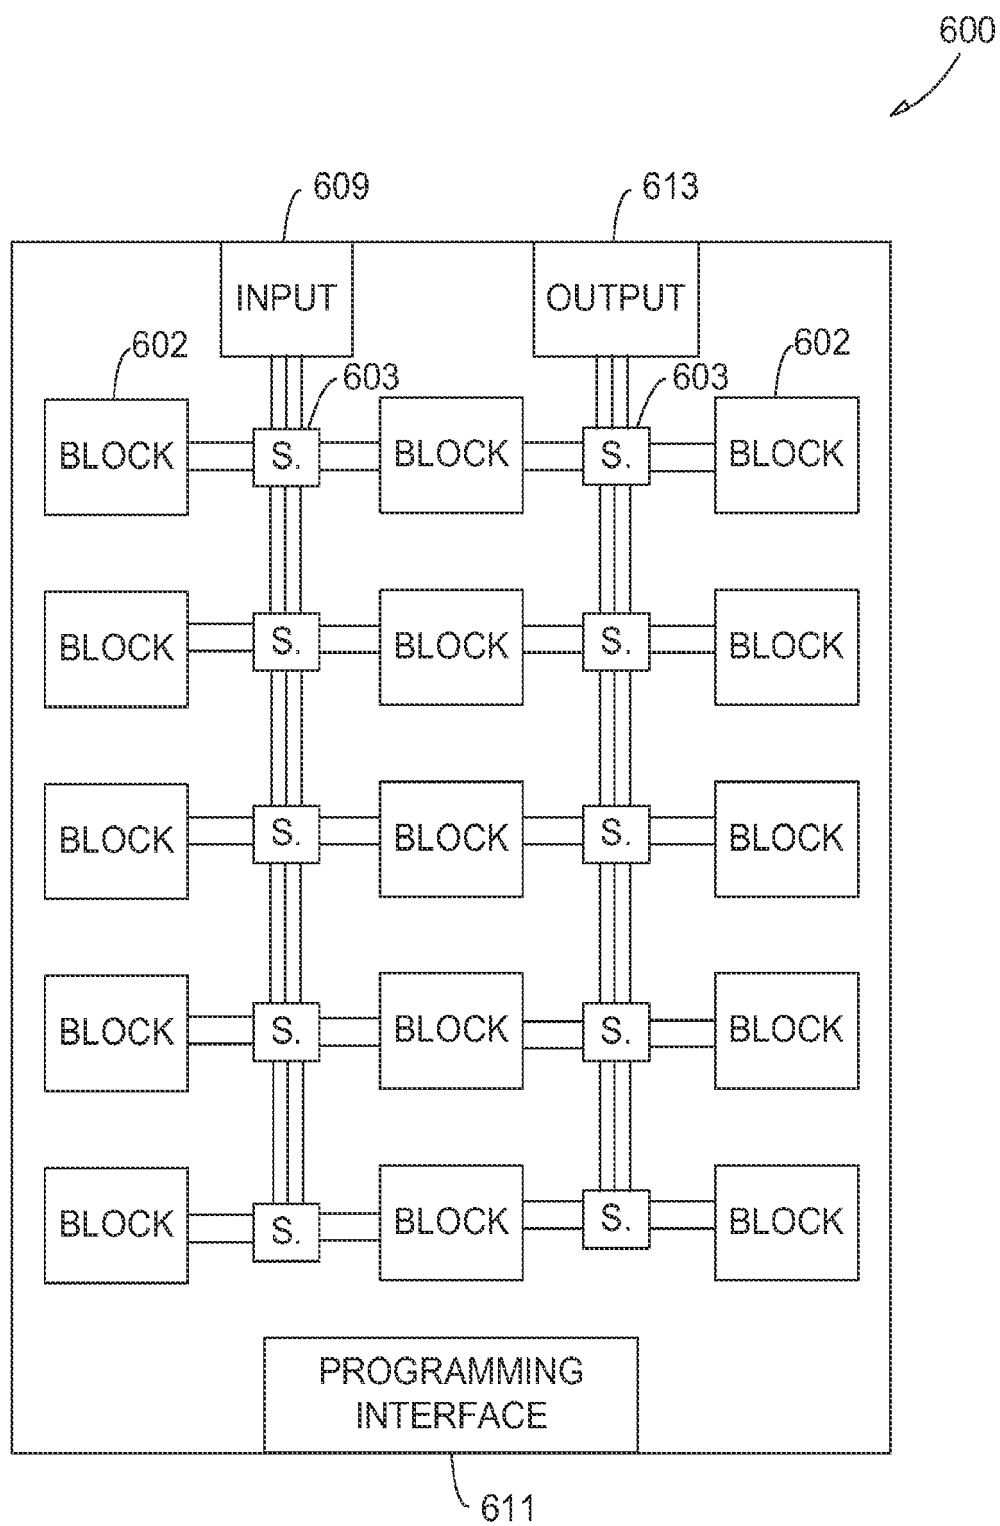 600
609
613
INPUT
OUTPUT
602
603
603
602
BLOCK S. BLOCK S. BLOCK
BLOCK S. BLOCK S. BLOCK
BLOCK S. BLOCK S. BLOCK
BLOCK S. BLOCK S. BLOCK
BLOCK S. BLOCK S. BLOCK
PROGRAMMING
INTERFACE
611